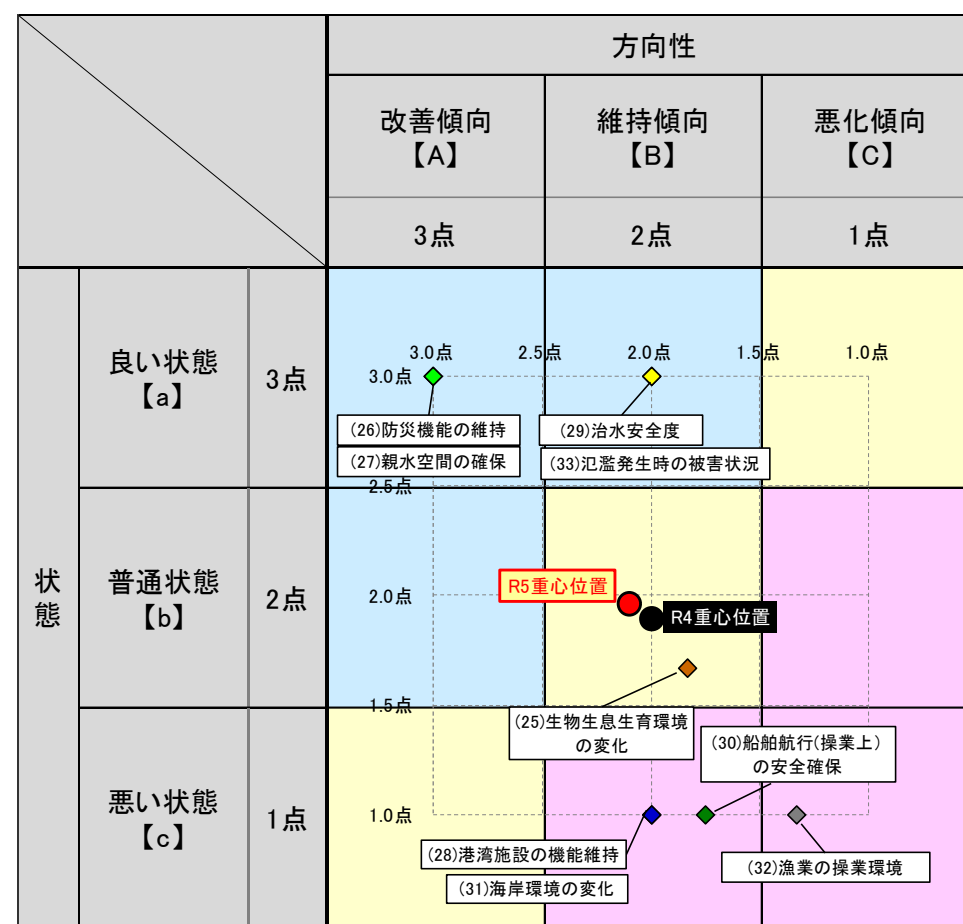 方向性
改善傾向
【A】
維持傾向
【B】
悪化傾向
【C】
3点
2点
1点
状態
良い状態
【a】
3点
3.0点
2.5点
2.0点
1.5点
1.0点
3.0点
(26)防災機能の維持
(27)親水空間の確保
(29)治水安全度
(33)氾濫発生時の被害状況
2.5点
普通状態
【b】
2点
2.0点
R5重心位置
R4重心位置
1.5点
(25)生物生息生育環境
の変化
(30)船舶航行(操業上)
の安全確保
悪い状態
【c】
1点
1.0点
(28)港湾施設の機能維持
(31)海岸環境の変化
(32)漁業の操業環境